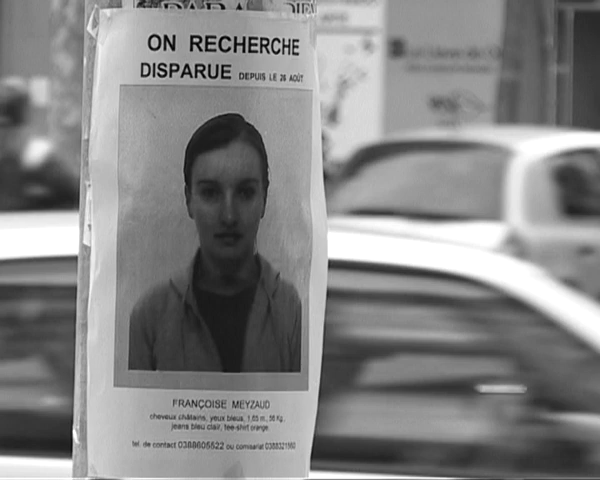 ON RECHERCHE
DISPARUE DEPUIS LE 26 AOÛT
FRANÇOISE MEYZAUD
cheveux châtains, yeux bleus, 1,65 m., 56 Kg,
jeans bleu clair, tee-shirt orange.
tel. de contact 0388605522 ou comisariat 0388321560